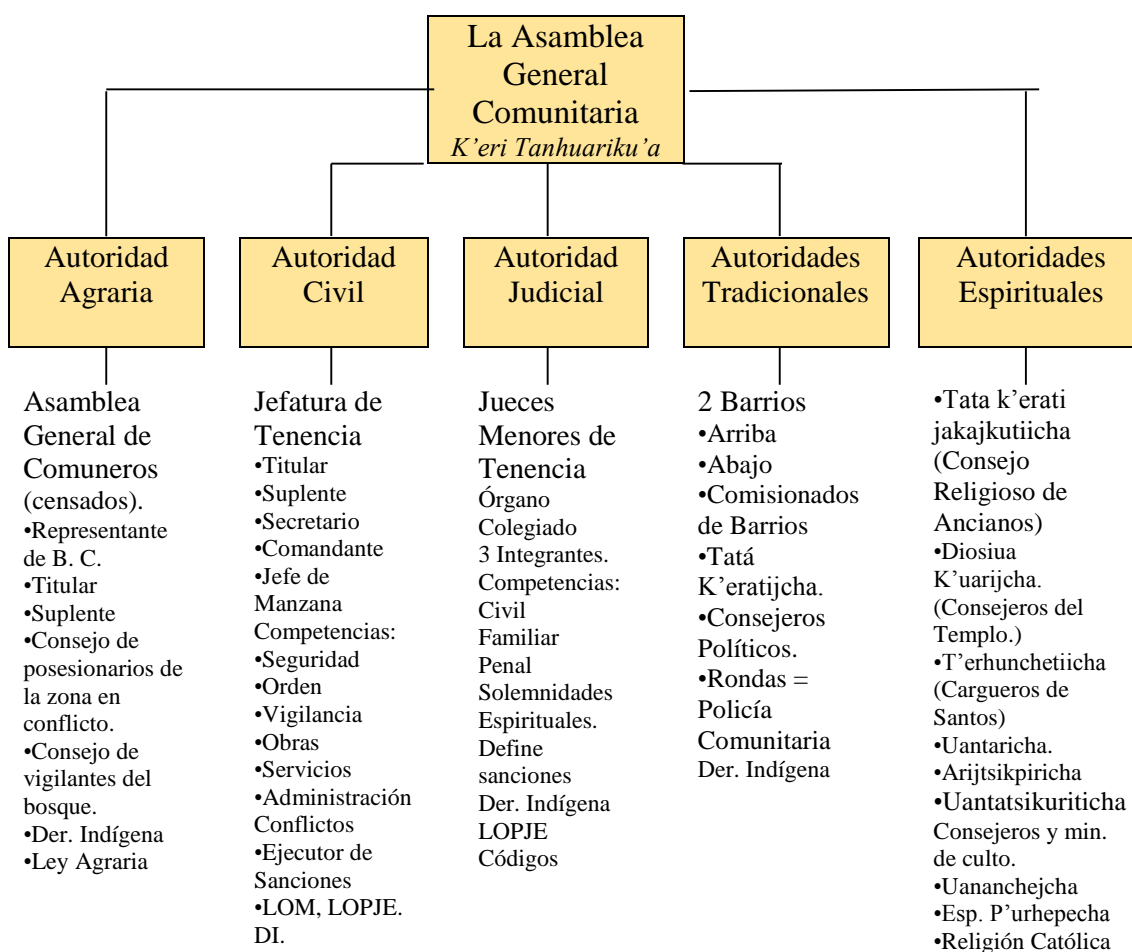 La Asamblea
General
Comunitaria
K’eri Tanhuariku’a
Autoridad
Agraria
Autoridad
Civil
Autoridad
Judicial
Autoridades
Tradicionales
Autoridades
Espirituales
Asamblea
General de
Comuneros
(censados).
•Representante
de B. C.
•Titular
•Suplente
•Consejo de
posesionarios de
la zona en
conflicto.
•Consejo de
vigilantes del
bosque.
•Der. Indígena
•Ley Agraria
Jefatura de
Tenencia
•Titular
•Suplente
•Secretario
•Comandante
•Jefe de
Manzana
Competencias:
•Seguridad
•Orden
•Vigilancia
•Obras
•Servicios
•Administración
Conflictos
•Ejecutor de
Sanciones
•LOM, LOPJE.
DI.
Jueces
Menores de
Tenencia
Órgano
Colegiado
3 Integrantes.
Competencias:
Civil
Familiar
Penal
Solemnidades
Espirituales.
Define
sanciones
Der. Indígena
LOPJE
Códigos
2 Barrios
•Arriba
•Abajo
•Comisionados
de Barrios
•Tatá
K’eratijcha.
•Consejeros
Políticos.
•Rondas =
Policía
Comunitaria
Der. Indígena
•Tata k’erati
jakajkutiicha
(Consejo
Religioso de
Ancianos)
•Diosiua
K’uarijcha.
(Consejeros del
Templo.)
•T’erhunchetiicha
(Cargueros de
Santos)
•Uantaricha.
•Arijtsikpiricha
•Uantatsikuriticha
Consejeros y min.
de culto.
•Uananchejcha
•Esp. P’urhepecha
•Religión Católica